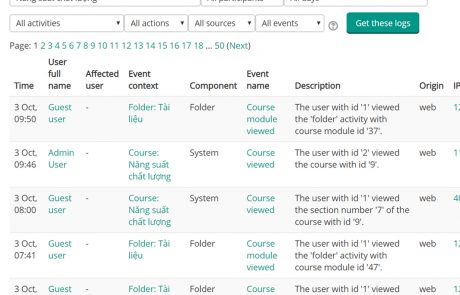 All activities All actions All sources All events Get these logs
Page: 1 2 3 4 5 6 7 8 9 10 11 12 13 14 15 16 17 18 ... 50 (Next)
Time User full name Affected user Event context Component Event name Description Origin IP
3 Oct, 09:50 Guest user - Folder: Tài liệu Folder Course module viewed The user with id '1' viewed the 'folder' activity with course module id '37'. web
3 Oct, 09:46 Admin User - Course: Năng suất chất lượng System Course viewed The user with id '2' viewed the course with id '9'. web
3 Oct, 08:00 Guest user - Course: Năng suất chất lượng System Course viewed The user with id '1' viewed the section number '7' of the course with id '9'. web
3 Oct, 07:41 Guest user - Folder: Tài liệu Folder Course module viewed The user with id '1' viewed the 'folder' activity with course module id '47'. web
3 Oct, Guest - Folder: Tài Folder Course The user with id '1' viewed web